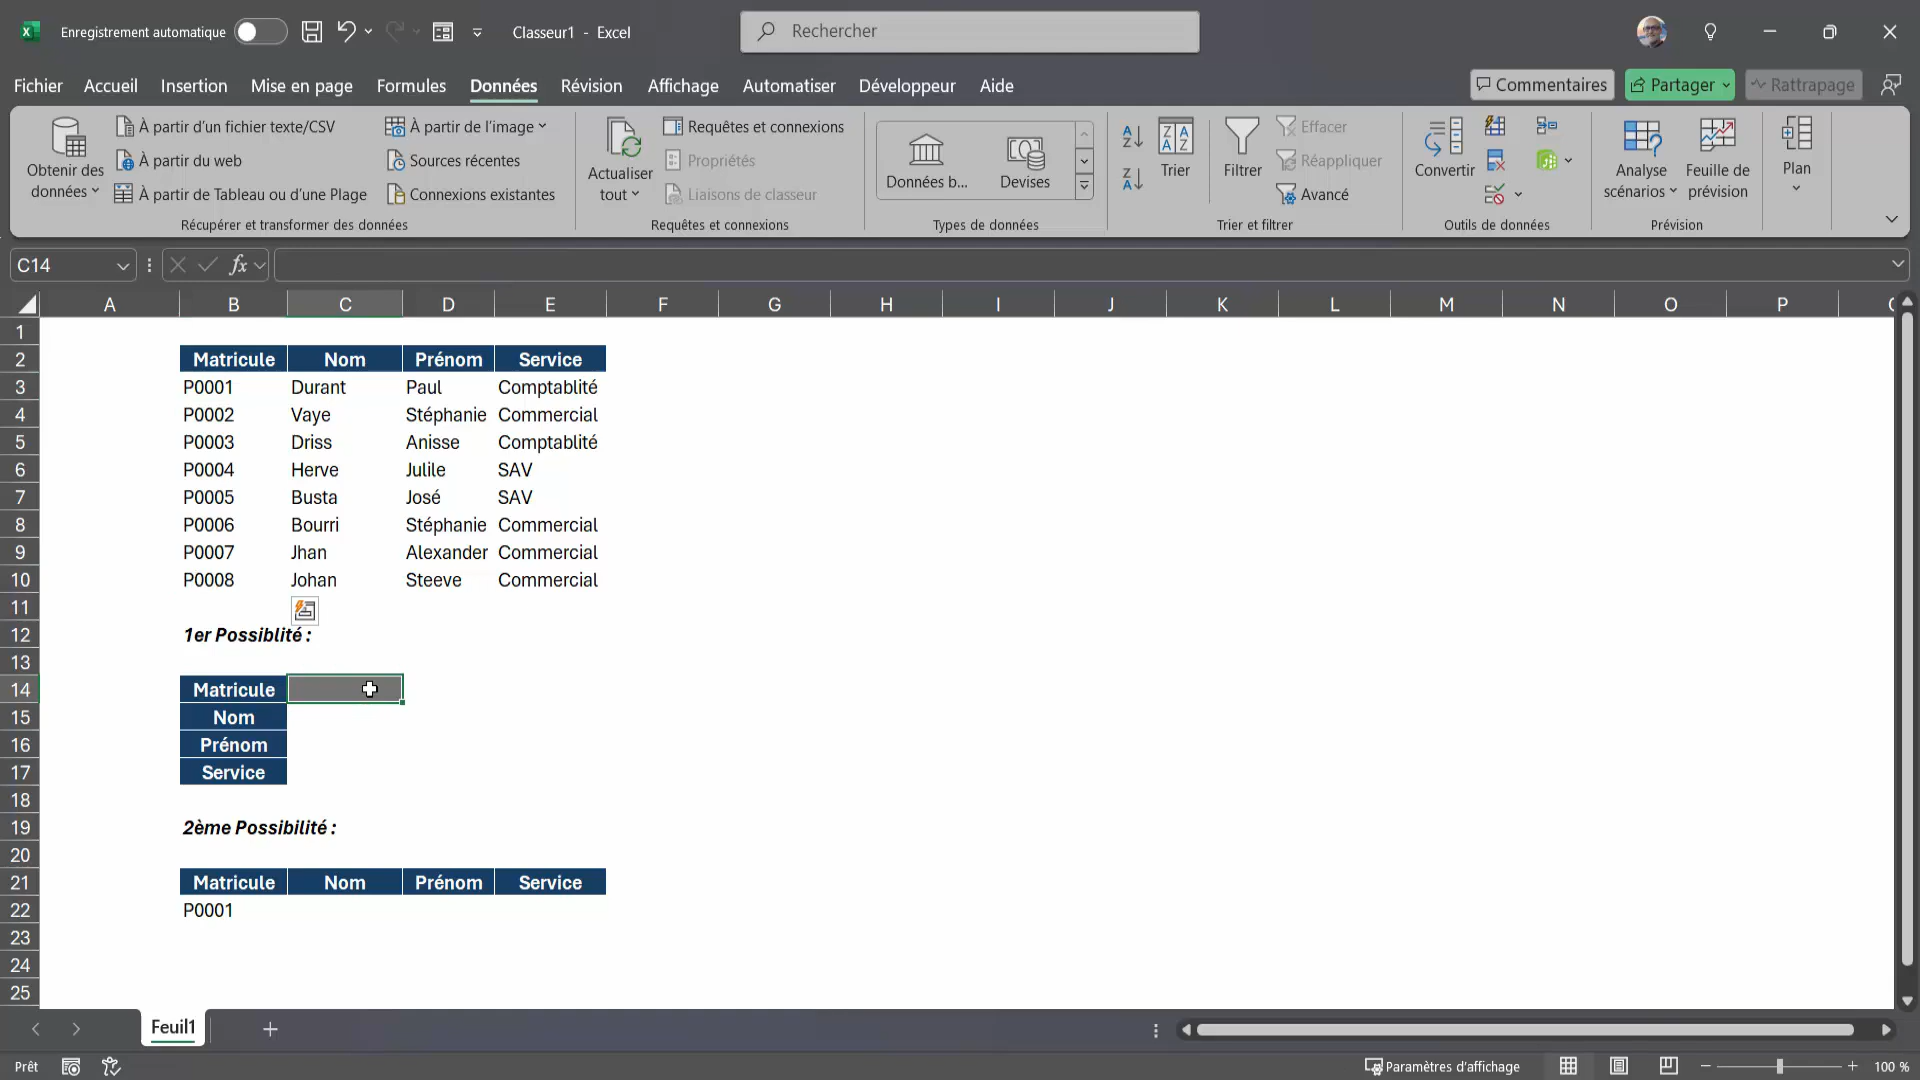 Enregistrement automatique
Classeur1 - Excel
Rechercher
Fichier Accueil Insertion Mise en page Formules Données Révision Affichage Automatiser Développeur Aide
Commentaires Partager Rattrapage
Obtenir des données
À partir d'un fichier texte/CSV
À partir du web
À partir de Tableau ou d'une Plage
À partir de l'image
Sources récentes
Connexions existantes
Récupérer et transformer des données
Actualiser tout
Requêtes et connexions
Propriétés
Liaisons de classeur
Requêtes et connexions
Données b...
Devises
Types de données
Trier
Filtrer
Effacer
Réappliquer
Avancé
Trier et filtrer
Convertir
Outils de données
Analyse scénarios
Feuille de prévision
Prévision
Plan
C14
fx
A B C D E F G H I J K L M N O P
1
2 Matricule Nom Prénom Service
3 P0001 Durant Paul Comptablité
4 P0002 Vaye Stéphanie Commercial
5 P0003 Driss Anisse Comptablité
6 P0004 Herve Julile SAV
7 P0005 Busta José SAV
8 P0006 Bourri Stéphanie Commercial
9 P0007 Jhan Alexander Commercial
10 P0008 Johan Steeve Commercial
11
12 1er Possiblité :
13
14 Matricule
15 Nom
16 Prénom
17 Service
18
19 2ème Possibilité :
20
21 Matricule Nom Prénom Service
22 P0001
23
24
25
Feuil1
Prêt
Paramètres d'affichage
100 %